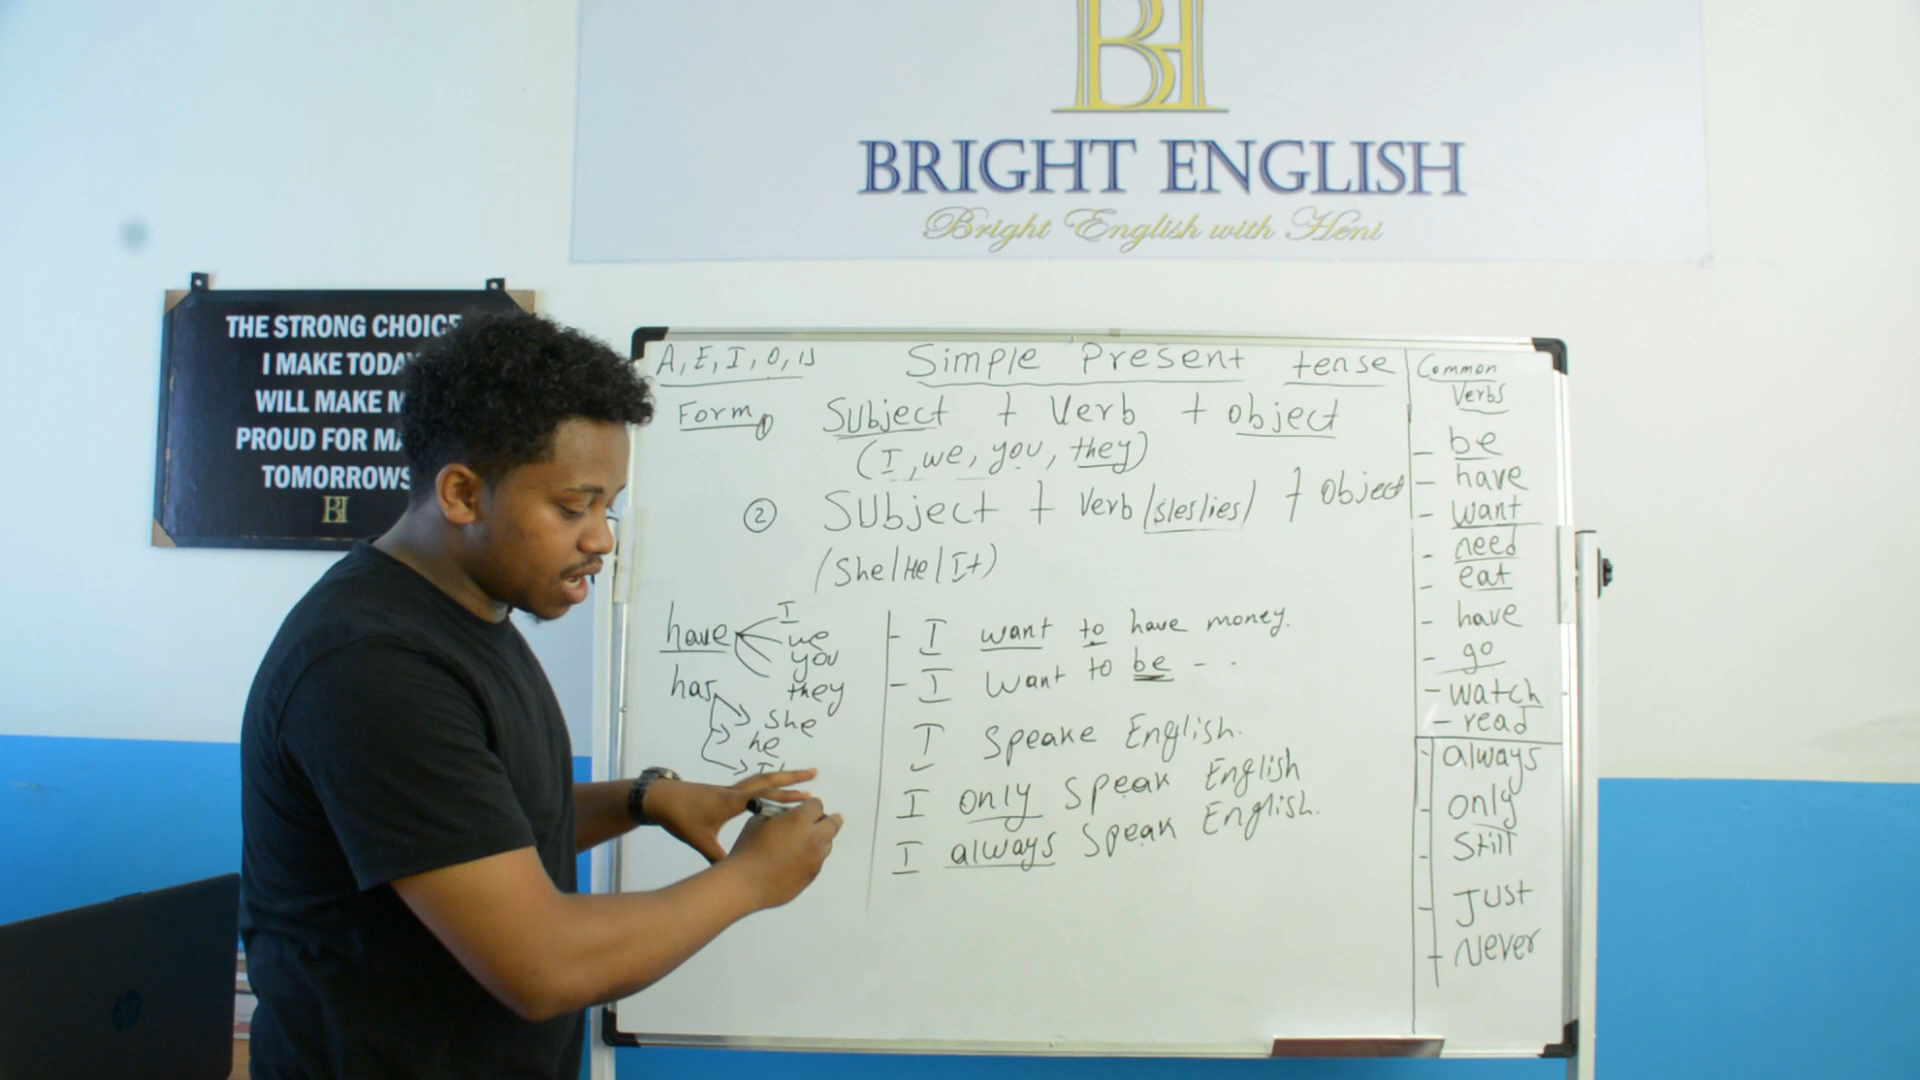 BH
BRIGHT ENGLISH
Bright English with Heni
THE STRONG CHOICE
I MAKE TODAY
WILL MAKE M
PROUD FOR MA
TOMORROWS
BH
A, E, I, O, U
Simple Present tense
Form
① Subject + Verb + object
(I, we, you, they)
② Subject + Verb (s/es/ies) + Object
(She/He/It)
have
I
we
you
they
has
she
he
- I want to have money.
- I want to be - -
I Speake English.
I only Speak English
I always Speak English.
Common
Verbs
- be
- have
- want
- need
- eat
- have
- go
- watch
- read
- always
- only
- Still
- Just
- Never
hp